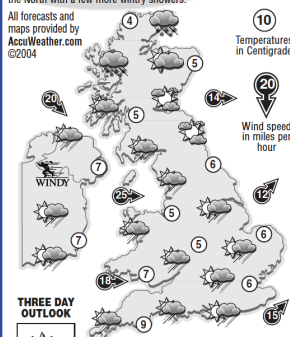 the North with a few more wintry showers.
All forecasts and
maps provided by
AccuWeather.com
©2004
4
10
Temperatures
in Centigrade
5
20
14
20
5
Wind speed
in miles per
hour
6
7
WINDY
25
12
5
7
5
6
18
7
6
THREE DAY
OUTLOOK
9
15